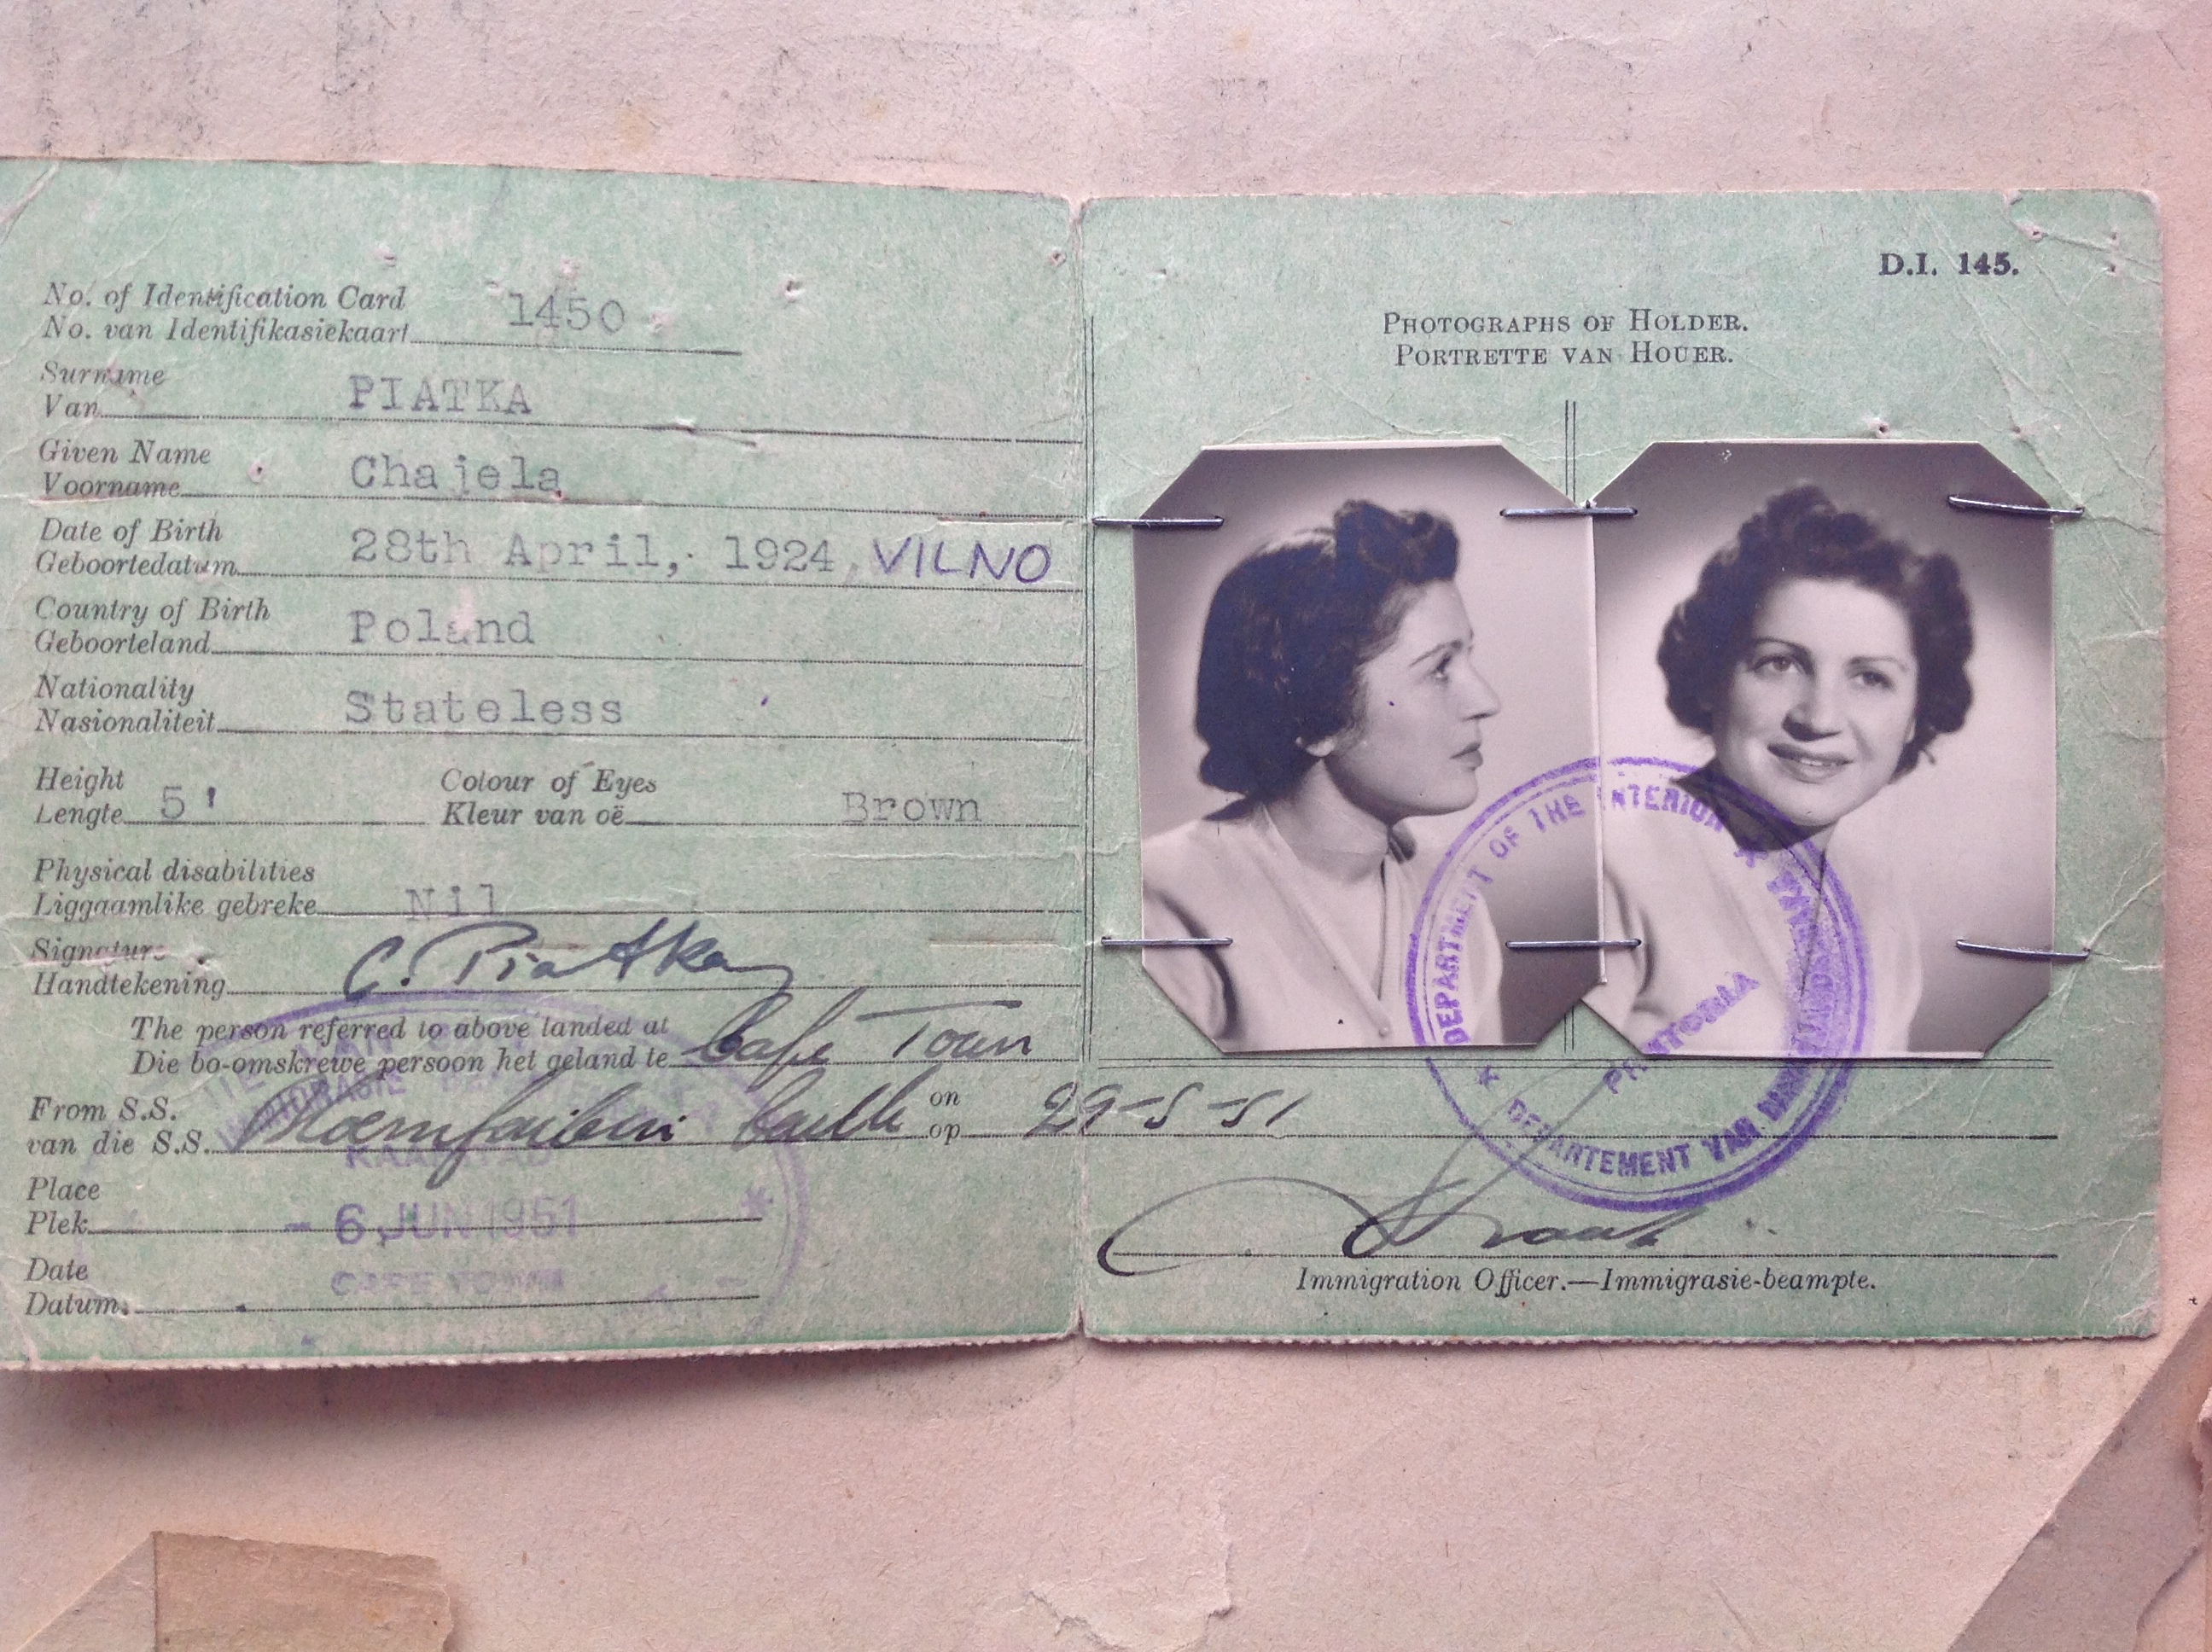 No. of Identification Card
No. van Identifikasiekaart 1450
Surname
Van PIATKA
Given Name
Voorname Chajela
Date of Birth
Geboortedatum 28th April, 1924, VILNO
Country of Birth
Geboorteland Poland
Nationality
Nasionaliteit Stateless
Height
Lengte 5'
Colour of Eyes
Kleur van oë Brown
Physical disabilities
Liggaamlike gebreke Nil
Signature
Handtekening C. Piatka
The person referred to above landed at
Die bo-omskrewe persoon het geland te Cape Town
From S.S.
van die S.S. Castle on
op 29-5-51
Place
Plek
- 6 JUN 1951
Date
Datum
CAPE TOWN
D.I. 145.
PHOTOGRAPHS OF HOLDER.
PORTRETTE VAN HOUER.
DEPARTMENT OF THE INTERIOR
PRETORIA
DEPARTEMENT VAN BINNELANDSE
Immigration Officer.—Immigrasie-beampte.